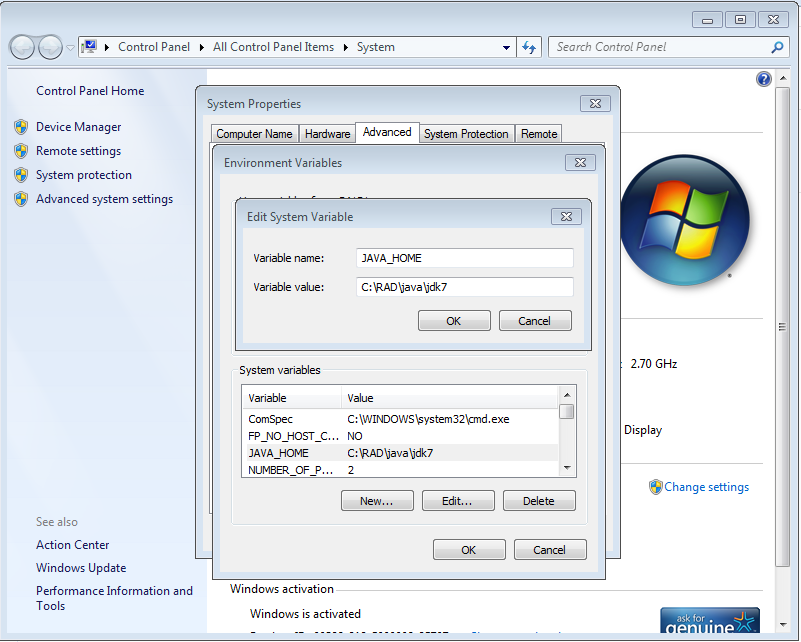 Control Panel ▸ All Control Panel Items ▸ System
Search Control Panel
Control Panel Home
Device Manager
Remote settings
System protection
Advanced system settings
See also
Action Center
Windows Update
Performance Information and
Tools
System Properties
Computer Name Hardware Advanced System Protection Remote
Environment Variables
Edit System Variable
Variable name: JAVA_HOME
Variable value: C:\RAD\java\jdk7
OK Cancel
System variables
Variable Value
ComSpec C:\WINDOWS\system32\cmd.exe
FP_NO_HOST_C... NO
JAVA_HOME C:\RAD\java\jdk7
NUMBER_OF_P... 2
New... Edit... Delete
OK Cancel
2.70 GHz
Display
Change settings
Windows activation
Windows is activated
ask for
genuine